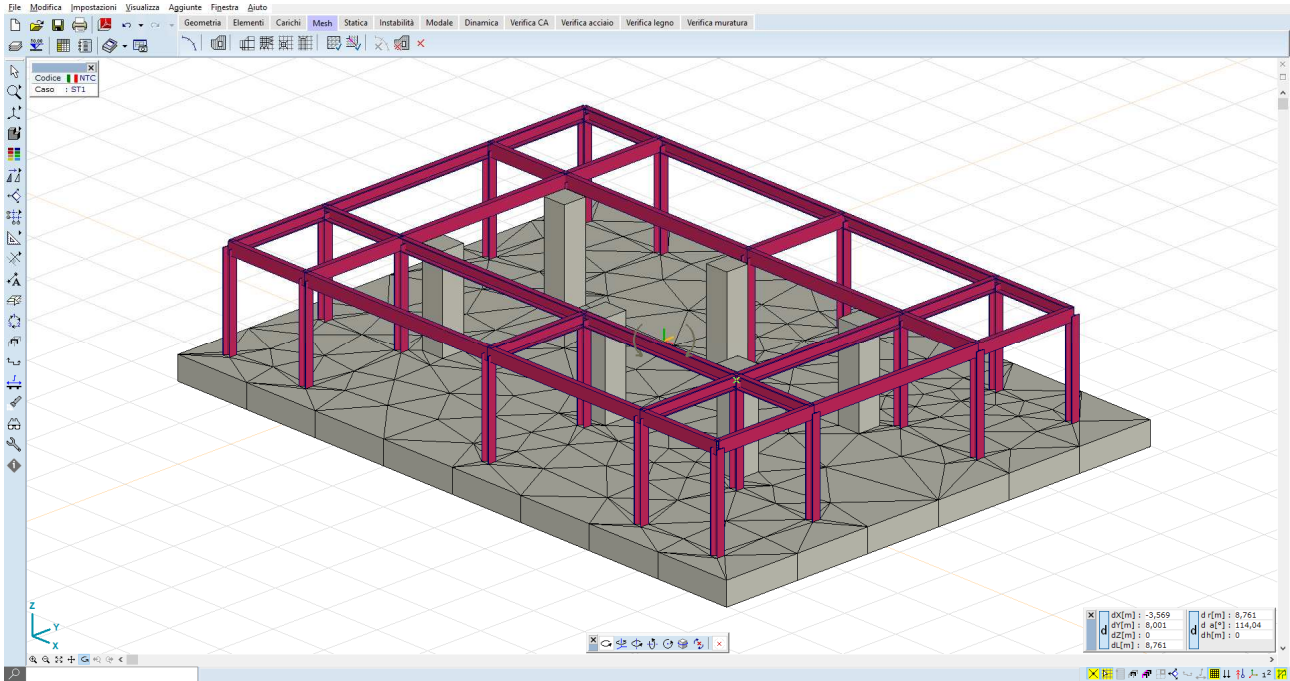 File Modifica Impostazioni Visualizza Aggiunte Finestra Aiuto
Geometria Elementi Carichi Mesh Statica Instabilità Modale Dinamica Verifica CA Verifica acciaio Verifica legno Verifica muratura
Codice NTC
Caso : ST1
Z
Y
X
dX[m] : -3,569
dY[m] : 8,001
dZ[m] : 0
dL[m] : 8,761
d
d r[m] : 8,761
d a[°] : 114,04
dh[m] : 0
d